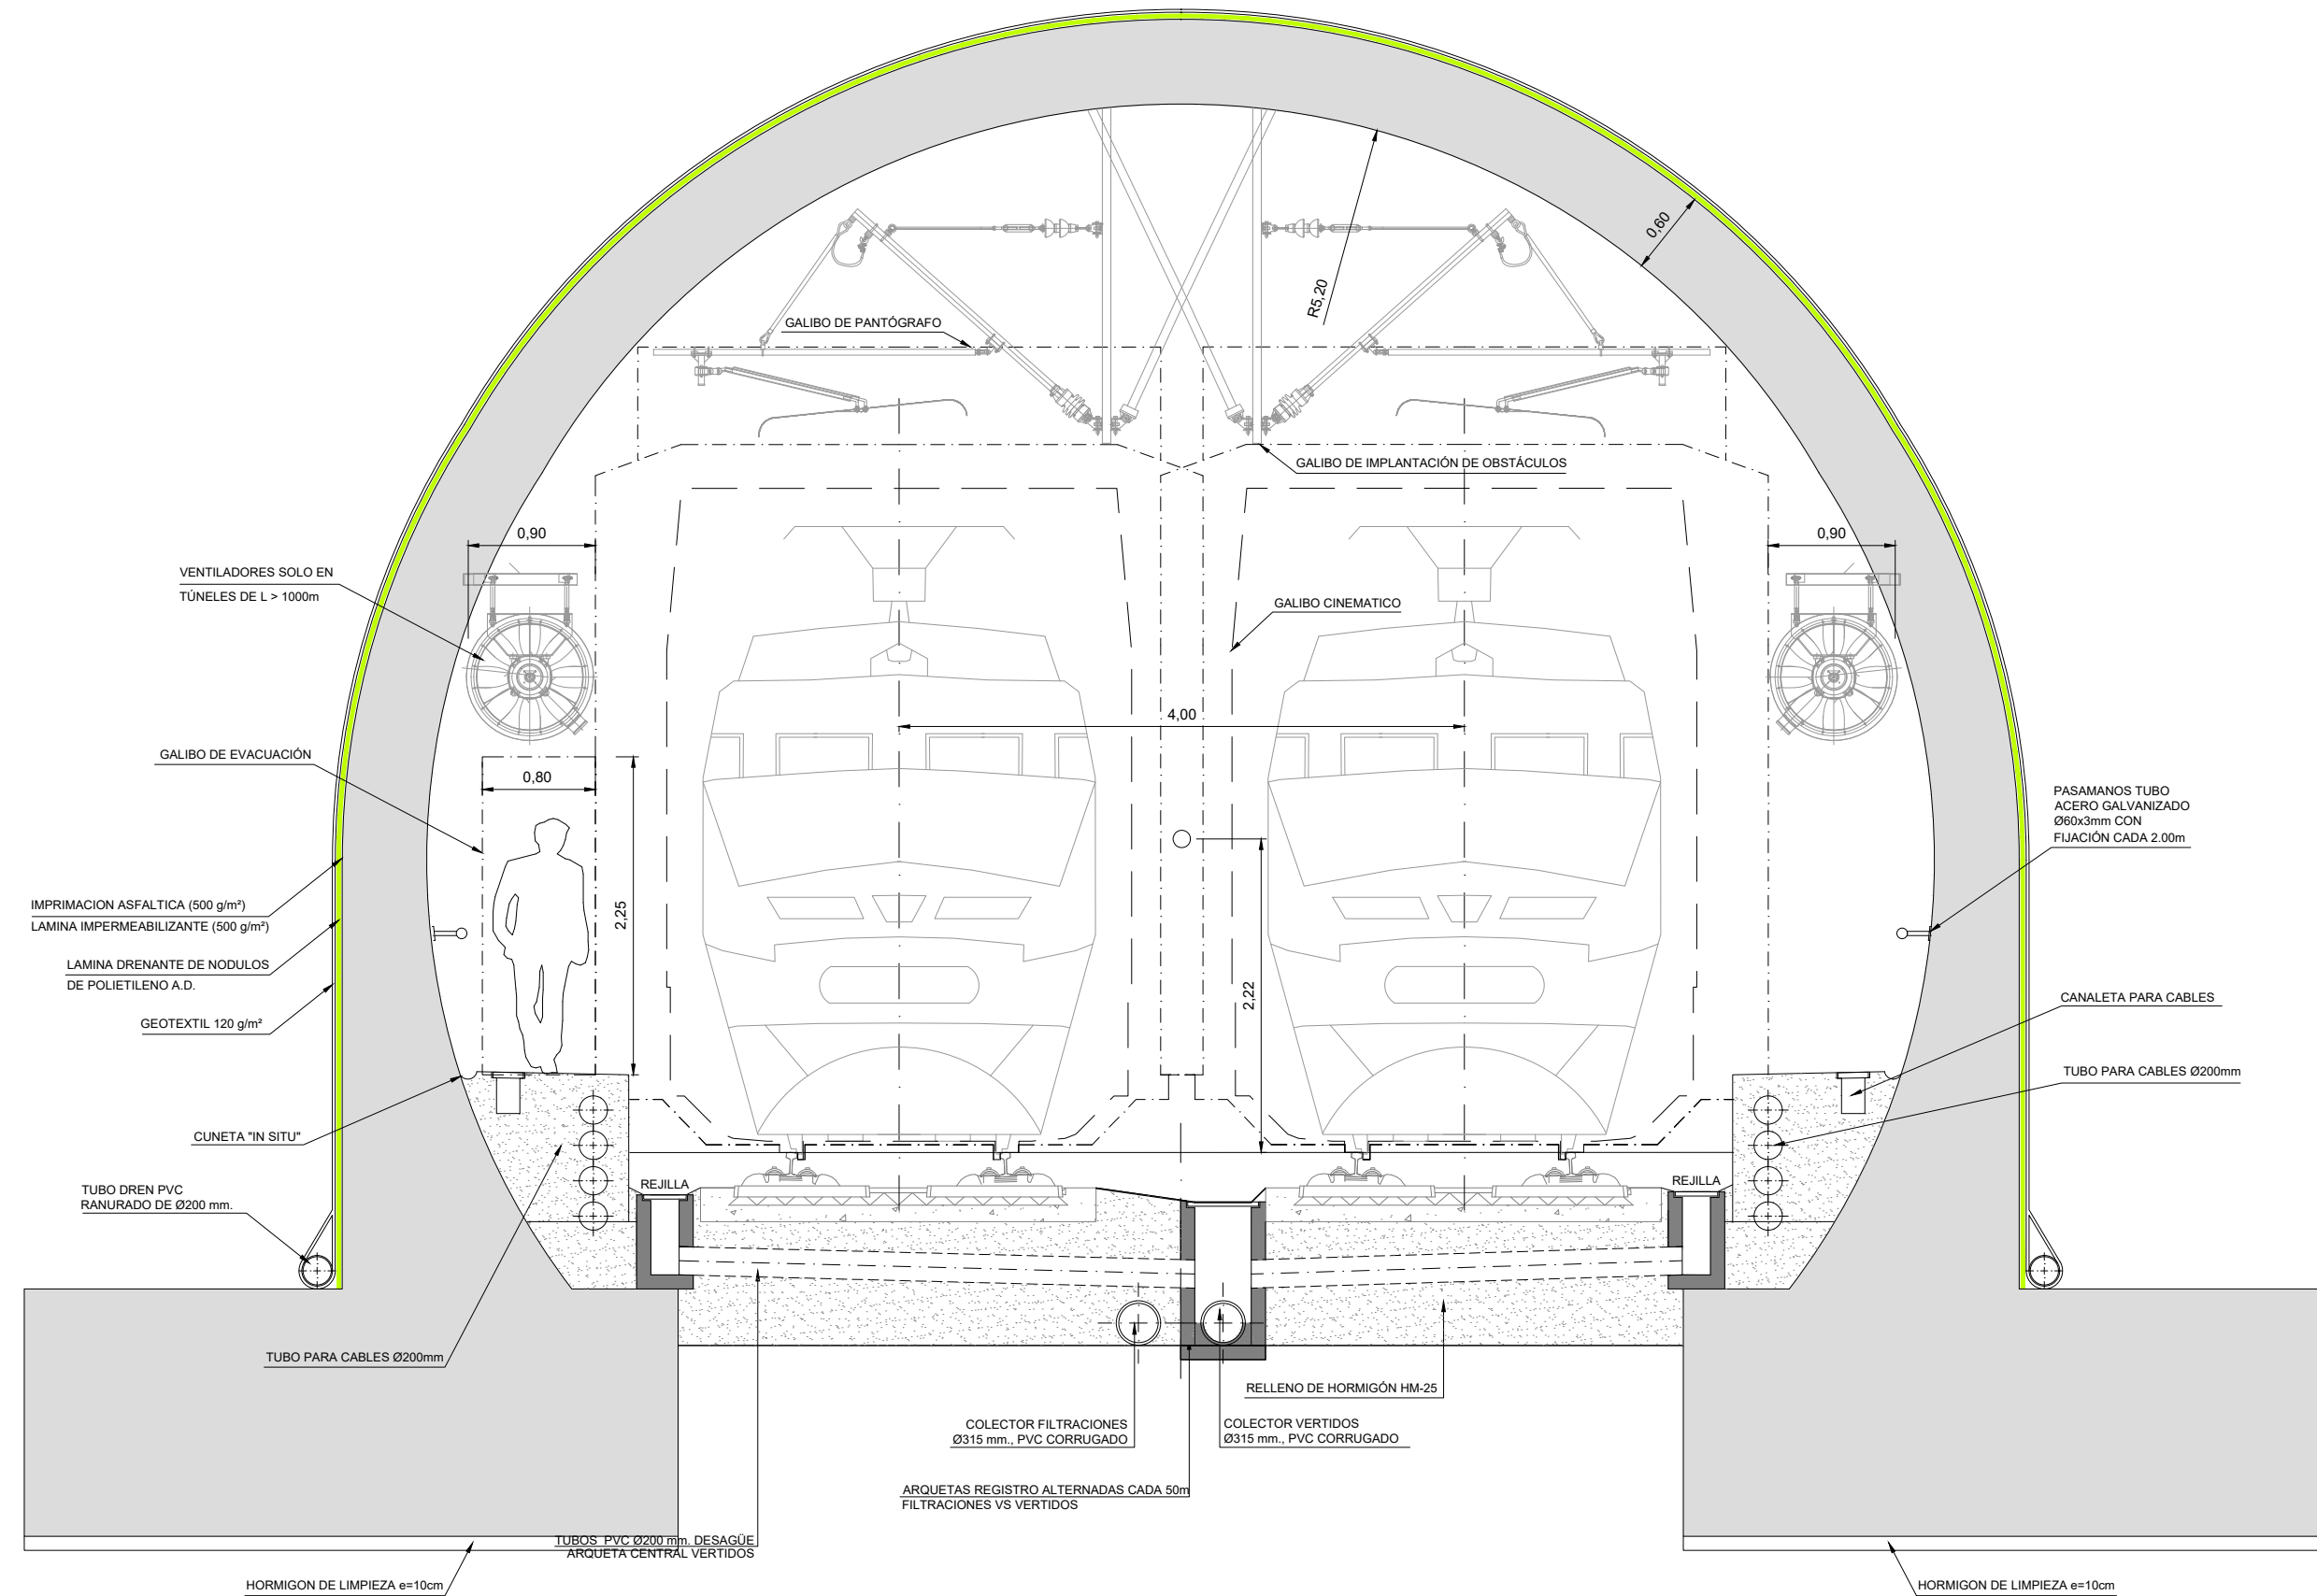 0,60
R5,20
GALIBO DE PANTÓGRAFO
GALIBO DE IMPLANTACIÓN DE OBSTÁCULOS
0,90
0,90
VENTILADORES SOLO EN
TÚNELES DE L > 1000m
GALIBO CINEMATICO
4,00
GALIBO DE EVACUACIÓN
0,80
2,25
PASAMANOS TUBO
ACERO GALVANIZADO
Ø60x3mm CON
FIJACIÓN CADA 2.00m
IMPRIMACION ASFALTICA (500 g/m²)
LAMINA IMPERMEABILIZANTE (500 g/m²)
LAMINA DRENANTE DE NODULOS
DE POLIETILENO A.D.
2,22
CANALETA PARA CABLES
GEOTEXTIL 120 g/m²
TUBO PARA CABLES Ø200mm
CUNETA "IN SITU"
TUBO DREN PVC
RANURADO DE Ø200 mm.
REJILLA
REJILLA
TUBO PARA CABLES Ø200mm
RELLENO DE HORMIGÓN HM-25
COLECTOR FILTRACIONES
Ø315 mm., PVC CORRUGADO
COLECTOR VERTIDOS
Ø315 mm., PVC CORRUGADO
ARQUETAS REGISTRO ALTERNADAS CADA 50m
FILTRACIONES VS VERTIDOS
TUBOS PVC Ø200 mm. DESAGÜE
ARQUETA CENTRAL VERTIDOS
HORMIGON DE LIMPIEZA e=10cm
HORMIGON DE LIMPIEZA e=10cm